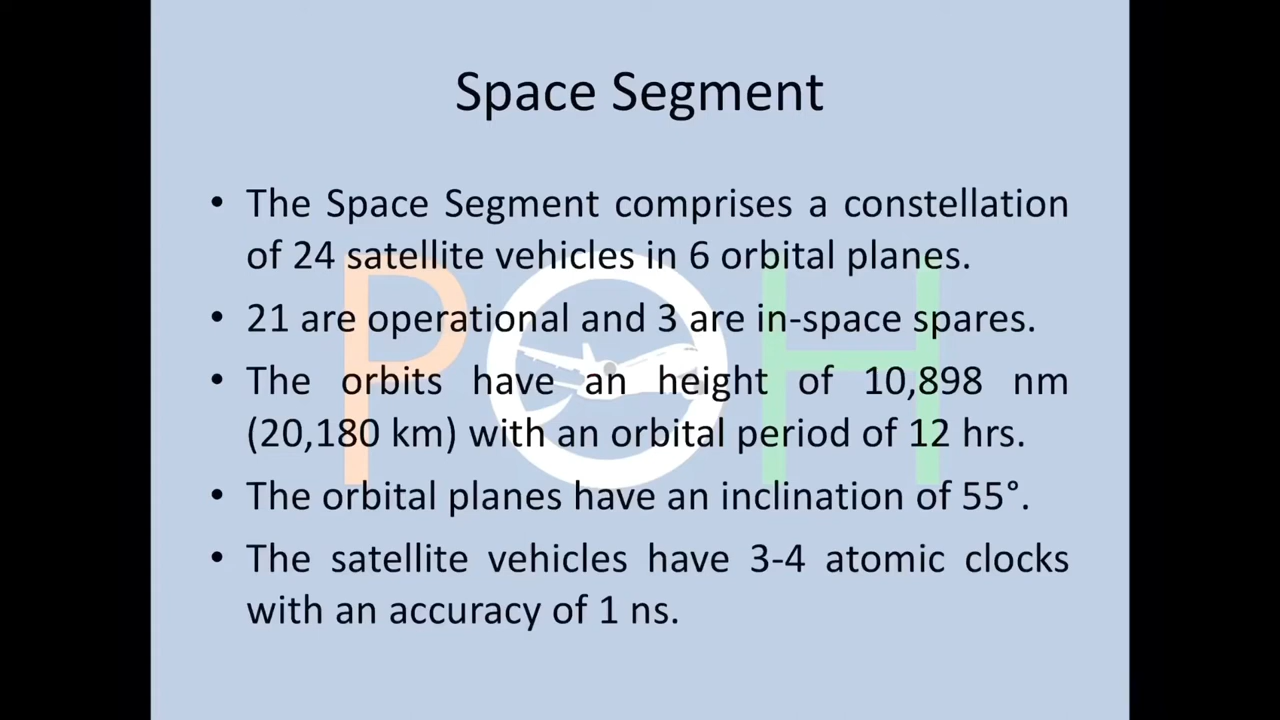 Space Segment
• The Space Segment comprises a constellation
of 24 satellite vehicles in 6 orbital planes.
• 21 are operational and 3 are in-space spares.
• The orbits have an height of 10,898 nm
(20,180 km) with an orbital period of 12 hrs.
• The orbital planes have an inclination of 55°.
• The satellite vehicles have 3-4 atomic clocks
with an accuracy of 1 ns.
POH